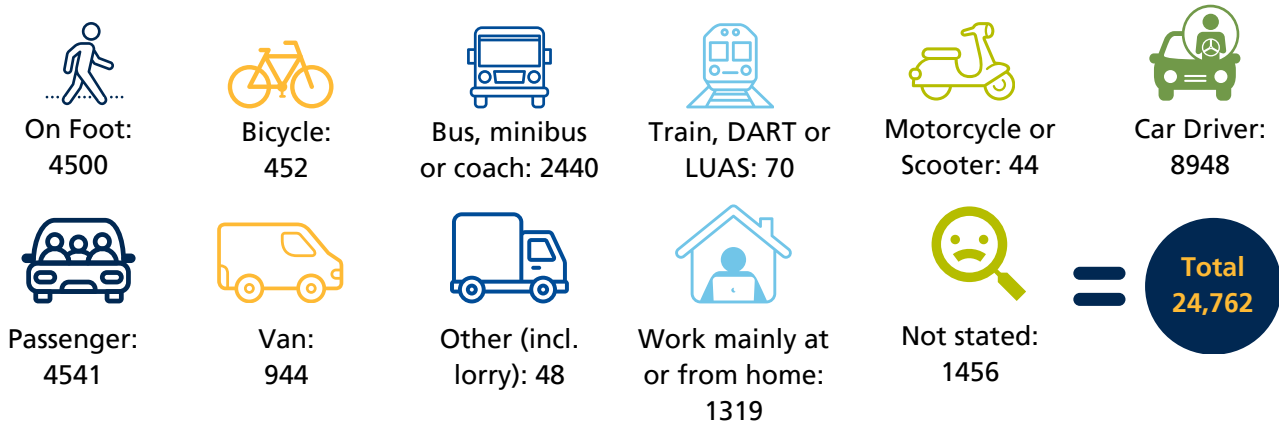 On Foot:
4500
Bicycle:
452
Bus, minibus
or coach: 2440
Train, DART or
LUAS: 70
Motorcycle or
Scooter: 44
Car Driver:
8948
Passenger:
4541
Van:
944
Other (incl.
lorry): 48
Work mainly at
or from home:
1319
Not stated:
1456
Total
24,762